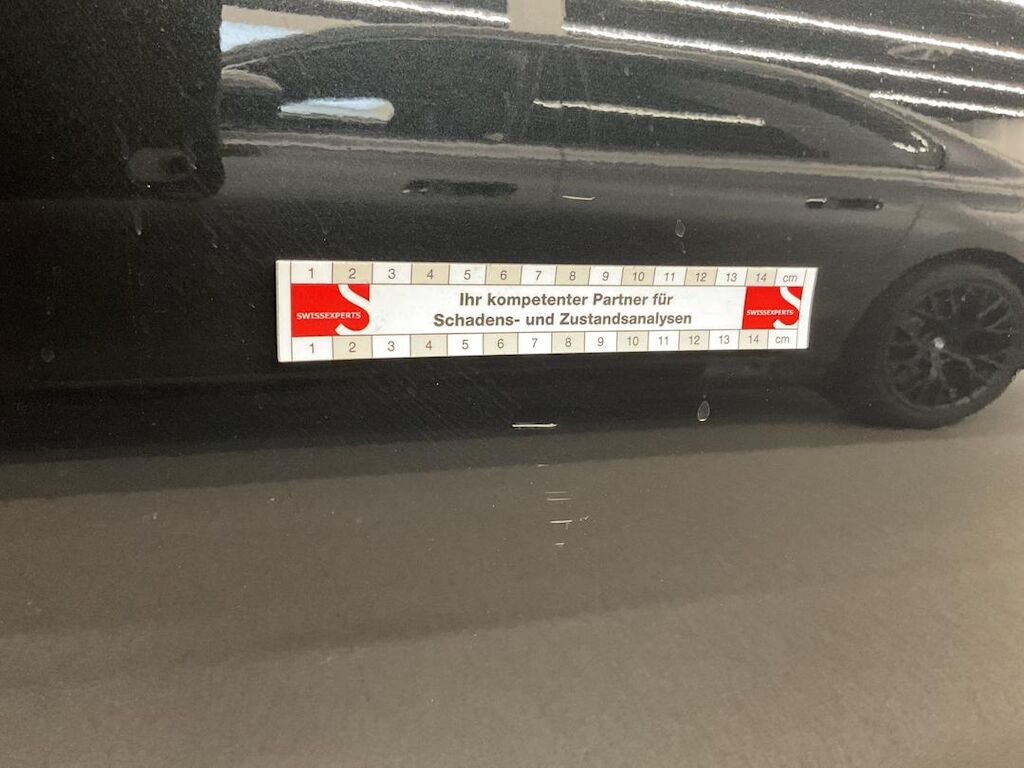 1 2 3 4 5 6 7 8 9 10 11 12 13 14 cm
SWISSEXPERTS
Ihr kompetenter Partner für
Schadens- und Zustandsanalysen
SWISSEXPERTS
1 2 3 4 5 6 7 8 9 10 11 12 13 14 cm